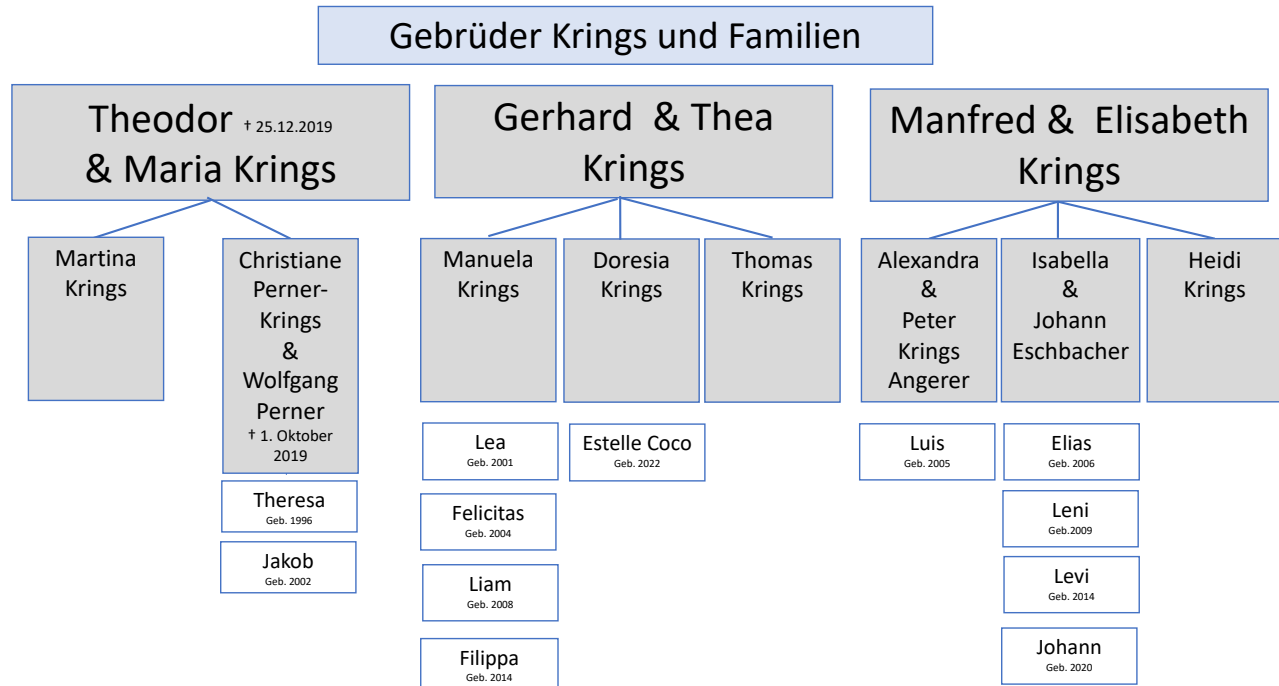 Gebrüder Krings und Familien
Theodor † 25.12.2019
& Maria Krings
Gerhard & Thea
Krings
Manfred & Elisabeth
Krings
Martina
Krings
Christiane
Perner-
Krings
&
Wolfgang
Perner
† 1. Oktober
2019
Manuela
Krings
Doresia
Krings
Thomas
Krings
Alexandra
&
Peter
Krings
Angerer
Isabella
&
Johann
Eschbacher
Heidi
Krings
Theresa
Geb. 1996
Jakob
Geb. 2002
Lea
Geb. 2001
Felicitas
Geb. 2004
Liam
Geb. 2008
Filippa
Geb. 2014
Estelle Coco
Geb. 2022
Luis
Geb. 2005
Elias
Geb. 2006
Leni
Geb.2009
Levi
Geb. 2014
Johann
Geb. 2020